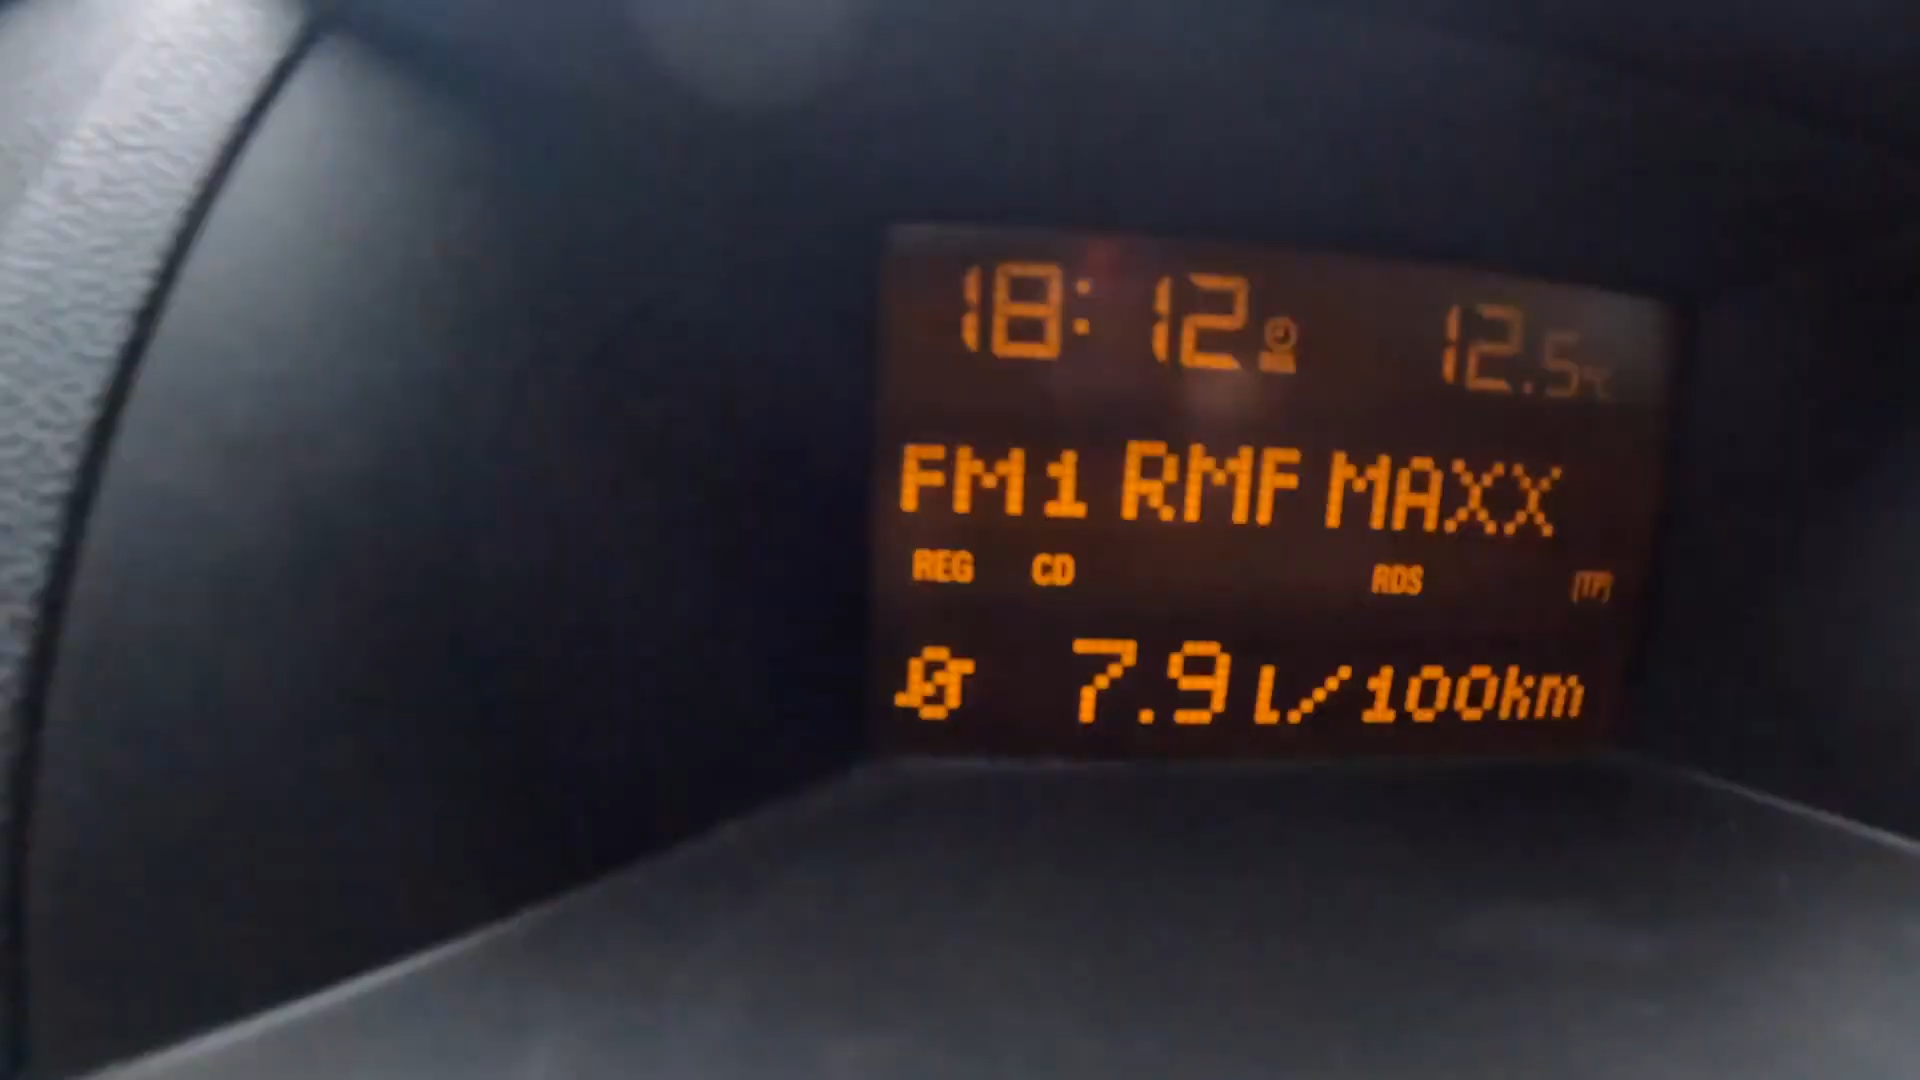 18:12 12.5°C
FM1 RMF MAXX
REG CD RDS [TP]
Ø 7.9 l/100km